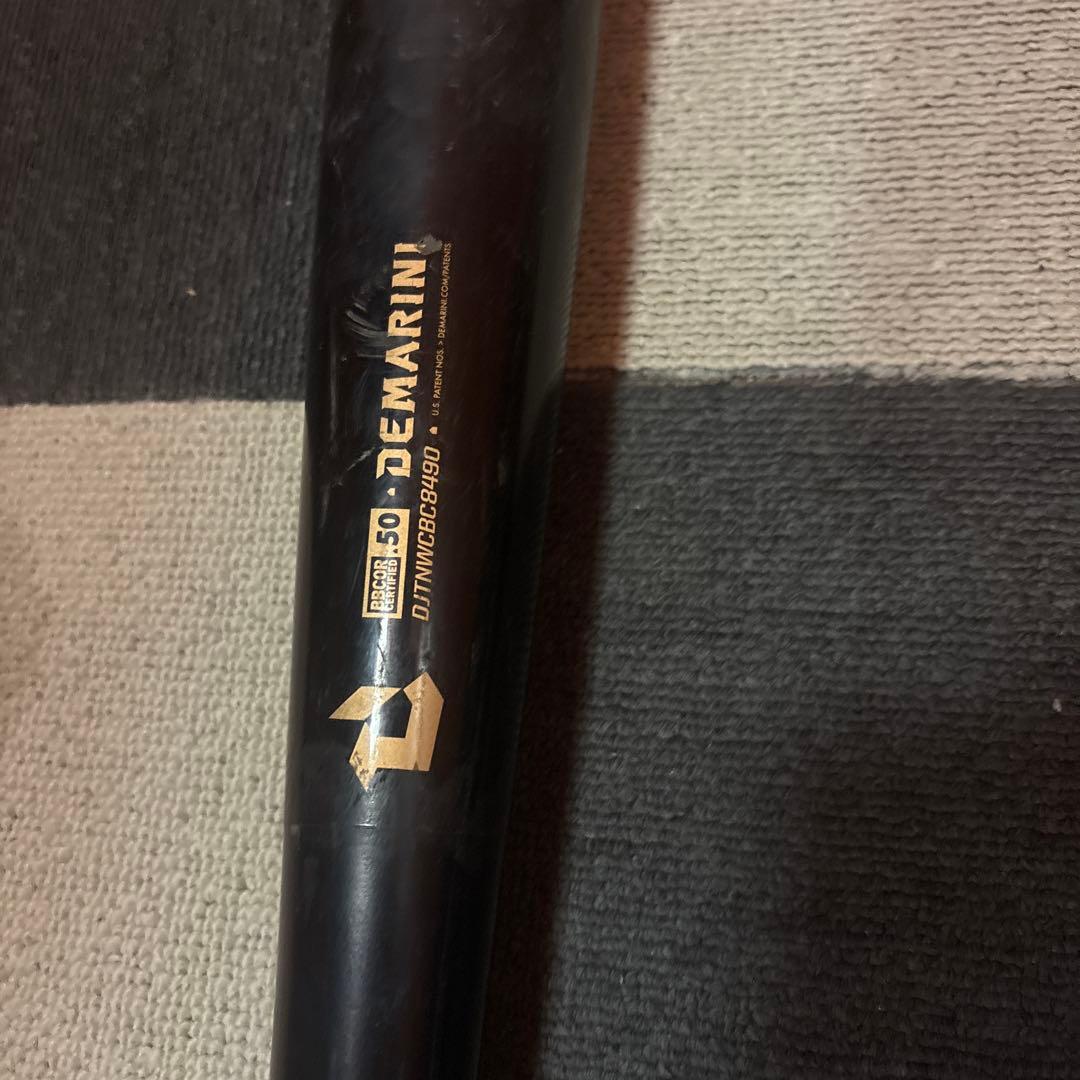 BBCOR CERTIFIED .50 DEMARINI
DJTNWCBC8490 U.S. PATENT NOS. > DEMARINI.COM/PATENTS